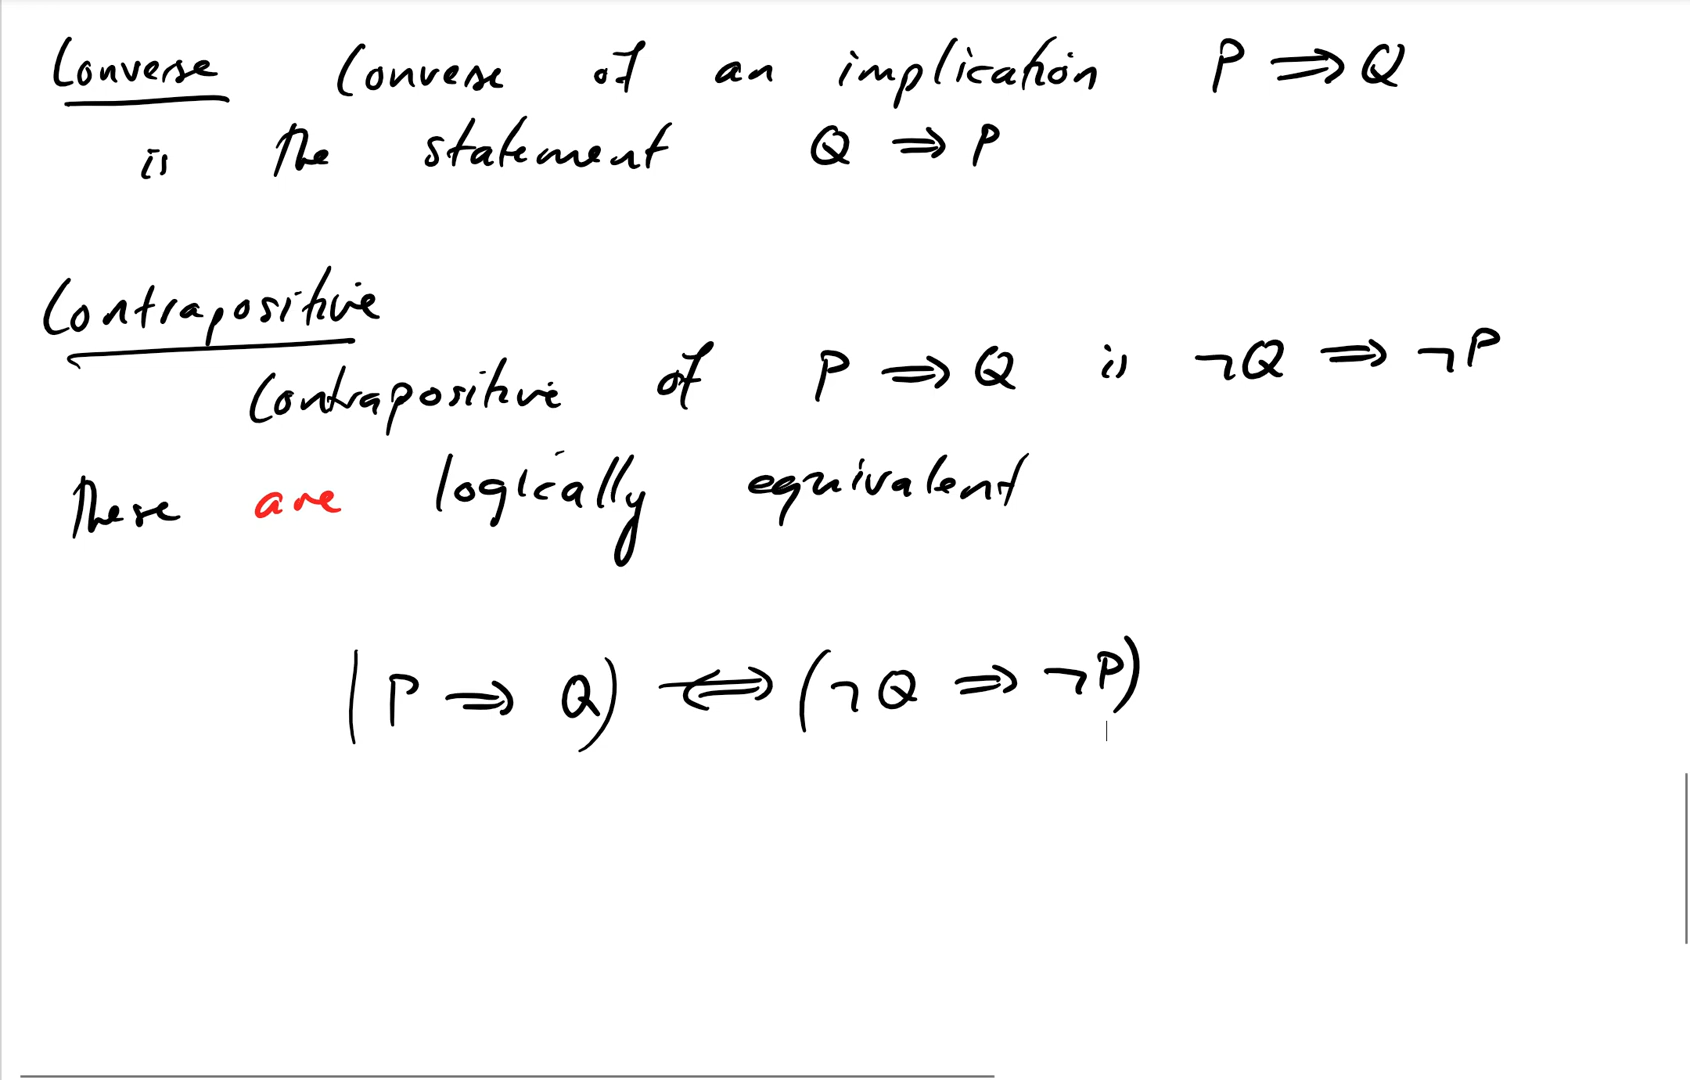 Converse Converse of an implication P ⇒ Q
is the statement Q ⇒ P
Contrapositive
Contrapositive of P ⇒ Q is ¬Q ⇒ ¬P
These are logically equivalent
(P ⇒ Q) ⇔ (¬Q ⇒ ¬P)